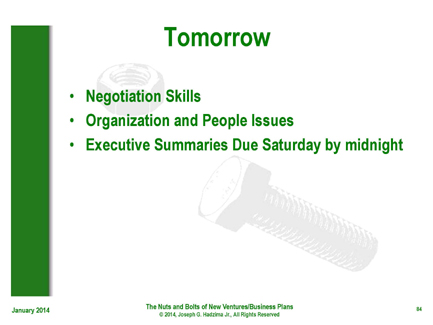 Tomorrow
• Negotiation Skills
• Organization and People Issues
• Executive Summaries Due Saturday by midnight
January 2014
The Nuts and Bolts of New Ventures/Business Plans
© 2014, Joseph G. Hadzima Jr., All Rights Reserved
84